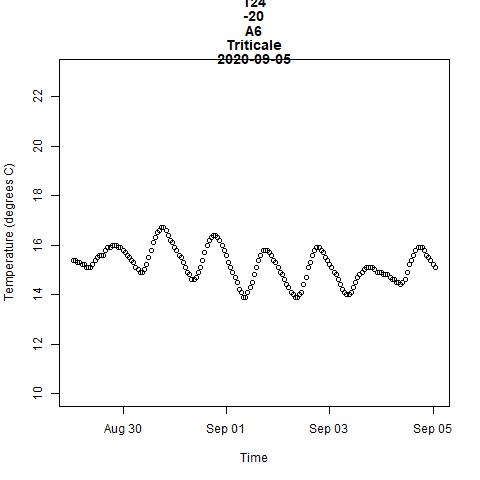 124
-20
A6
Triticale
2020-09-05
22
20
18
16
14
12
10
Temperature (degrees C)
Aug 30
Sep 01
Sep 03
Sep 05
Time